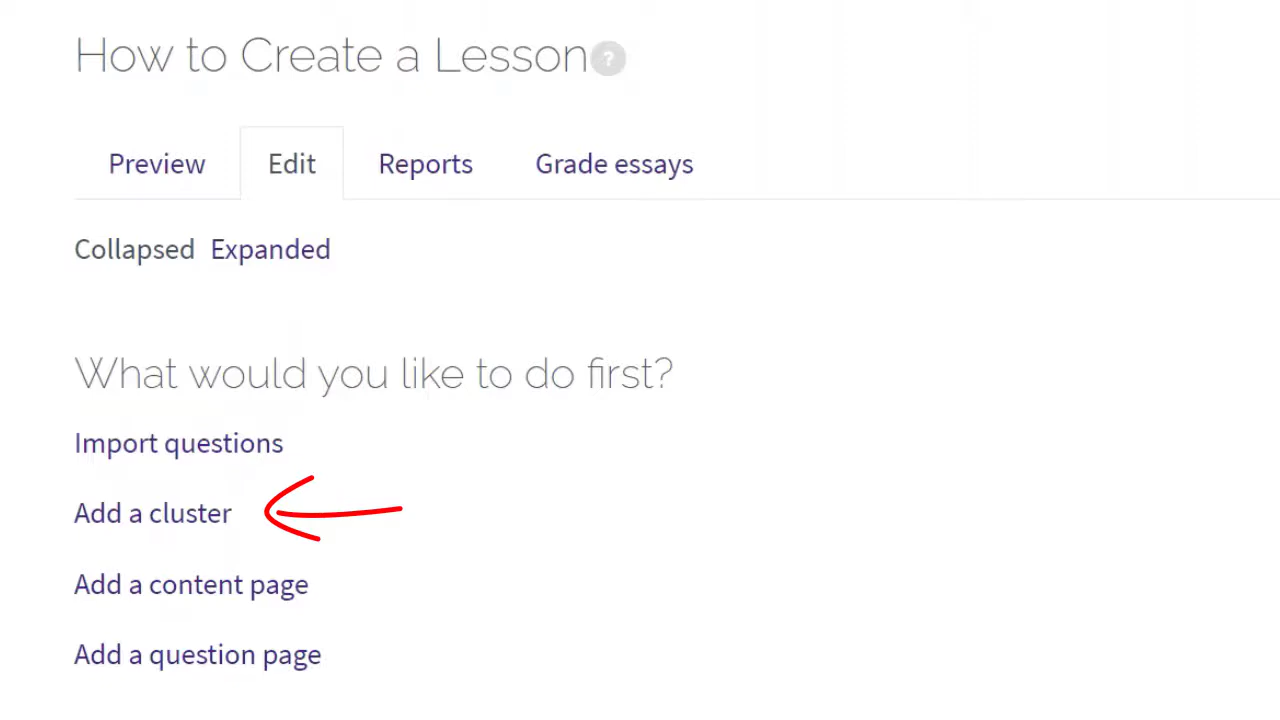 How to Create a Lesson ?
Preview Edit Reports Grade essays
Collapsed Expanded
What would you like to do first?
Import questions
Add a cluster
Add a content page
Add a question page